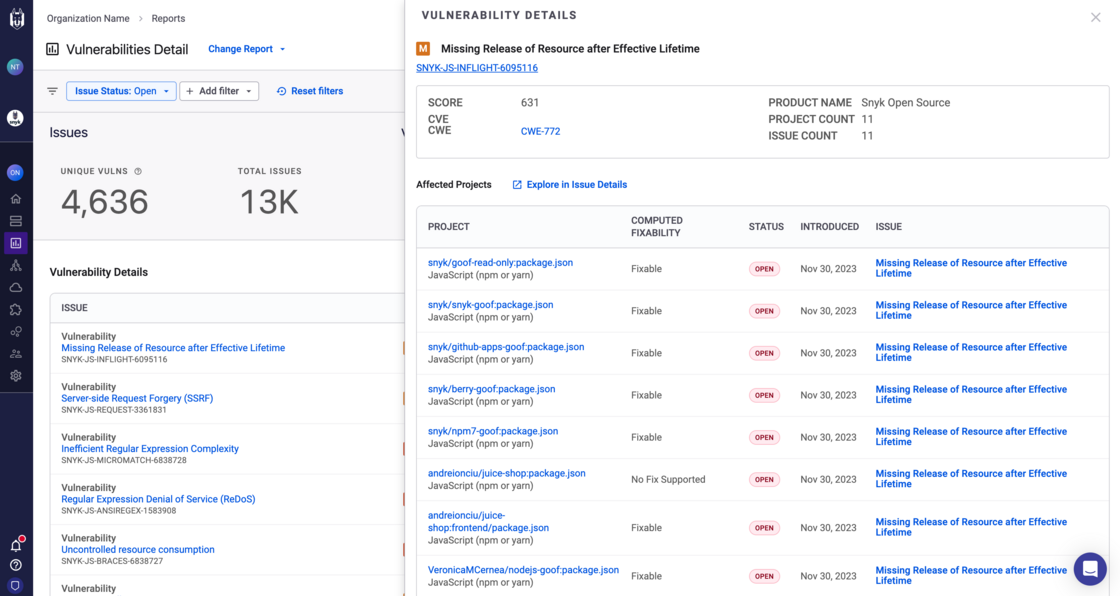 Organization Name > Reports
Vulnerabilities Detail
Change Report
Issue Status: Open
+ Add filter
Reset filters
Issues
UNIQUE VULNS
4,636
TOTAL ISSUES
13K
Vulnerability Details
ISSUE
Vulnerability
Missing Release of Resource after Effective Lifetime
SNYK-JS-INFLIGHT-6095116
Vulnerability
Server-side Request Forgery (SSRF)
SNYK-JS-REQUEST-3361831
Vulnerability
Inefficient Regular Expression Complexity
SNYK-JS-MICROMATCH-6838728
Vulnerability
Regular Expression Denial of Service (ReDoS)
SNYK-JS-ANSIREGEX-1583908
Vulnerability
Uncontrolled resource consumption
SNYK-JS-BRACES-6838727
Vulnerability
NT
snyk
ON
VULNERABILITY DETAILS
M Missing Release of Resource after Effective Lifetime
SNYK-JS-INFLIGHT-6095116
SCORE 631
CVE
CWE CWE-772
PRODUCT NAME Snyk Open Source
PROJECT COUNT 11
ISSUE COUNT 11
Affected Projects
Explore in Issue Details
PROJECT
COMPUTED
FIXABILITY
STATUS
INTRODUCED
ISSUE
snyk/goof-read-only:package.json
JavaScript (npm or yarn)
Fixable
OPEN
Nov 30, 2023
Missing Release of Resource after Effective
Lifetime
snyk/snyk-goof:package.json
JavaScript (npm or yarn)
Fixable
OPEN
Nov 30, 2023
Missing Release of Resource after Effective
Lifetime
snyk/github-apps-goof:package.json
JavaScript (npm or yarn)
Fixable
OPEN
Nov 30, 2023
Missing Release of Resource after Effective
Lifetime
snyk/berry-goof:package.json
JavaScript (npm or yarn)
Fixable
OPEN
Nov 30, 2023
Missing Release of Resource after Effective
Lifetime
snyk/npm7-goof:package.json
JavaScript (npm or yarn)
Fixable
OPEN
Nov 30, 2023
Missing Release of Resource after Effective
Lifetime
andreionciu/juice-shop:package.json
JavaScript (npm or yarn)
No Fix Supported
OPEN
Nov 30, 2023
Missing Release of Resource after Effective
Lifetime
andreionciu/juice-
shop:frontend/package.json
JavaScript (npm or yarn)
Fixable
OPEN
Nov 30, 2023
Missing Release of Resource after Effective
Lifetime
VeronicaMCernea/nodejs-goof:package.json
JavaScript (npm or yarn)
Fixable
OPEN
Nov 30, 2023
Missing Release of Resource after Effective
Lifetime